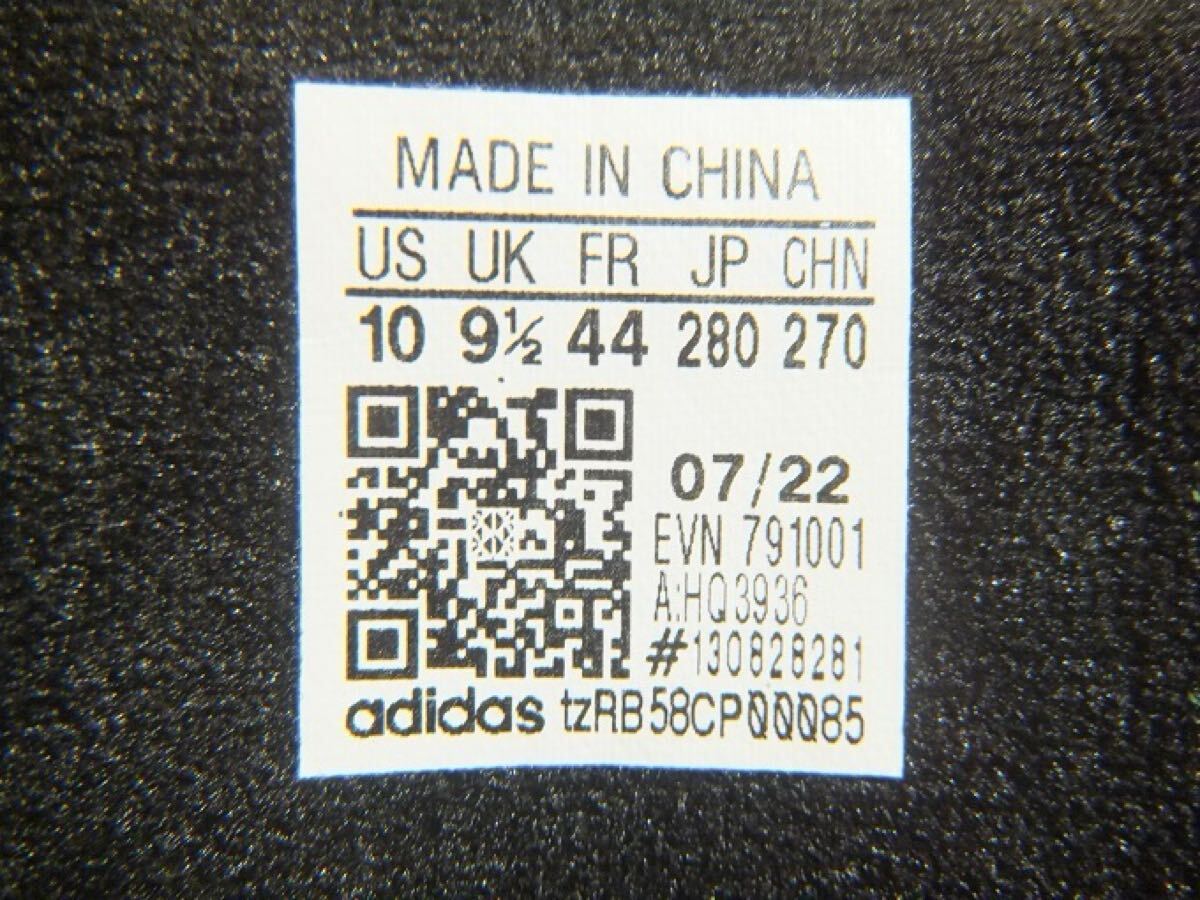 MADE IN CHINA
US UK FR JP CHN
10 9½ 44 280 270
07/22
EVN 791001
A:HQ3936
#130828281
adidas tzRB58CP00085